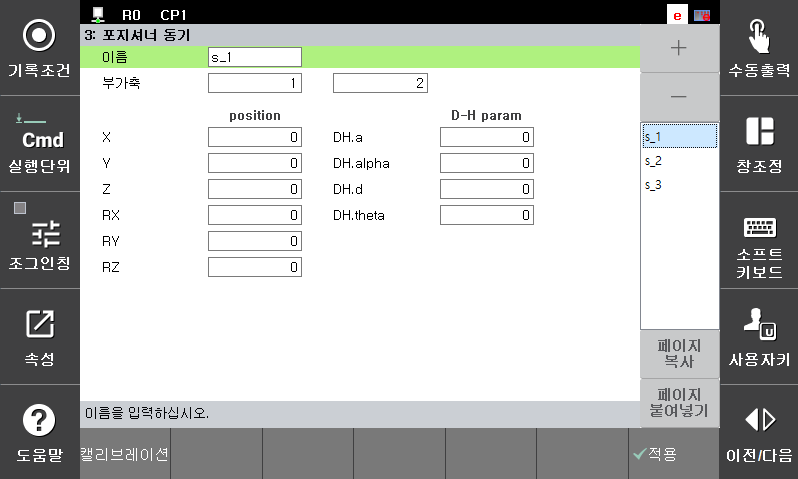 R0 CP1 e
3: 포지셔너 동기
기록조건
Cmd
실행단위
조그인칭
속성
도움말
이름 s_1
부가축 1 2
position D-H param
X 0 DH.a 0
Y 0 DH.alpha 0
Z 0 DH.d 0
RX 0 DH.theta 0
RY 0
RZ 0
+
－
s_1
s_2
s_3
페이지
복사
페이지
붙여넣기
이름을 입력하십시오.
캘리브레이션 적용
수동출력
창조정
소프트
키보드
U
사용자키
이전/다음